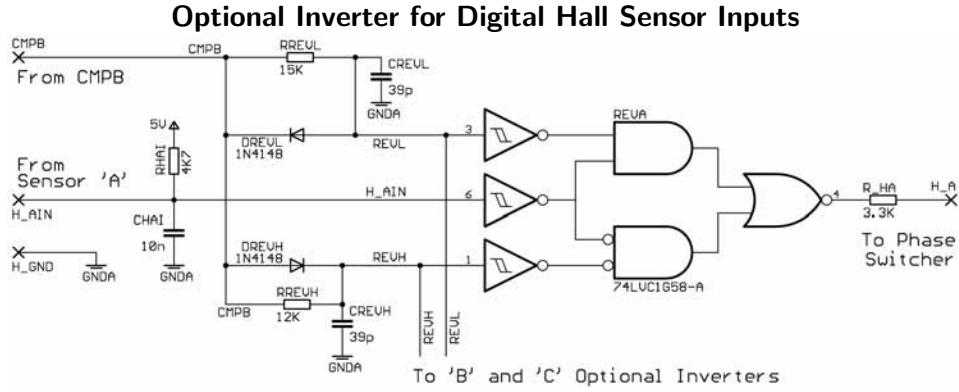 Optional Inverter for Digital Hall Sensor Inputs
CMPB
From CMPB
CMPB
RREVL
15K
CREVL
39p
GNDA
5V
RHAI
4K7
DREVL
1N4148
REVL
3
REVA
From
Sensor 'A'
H_AIN
H_AIN
6
4
R_HA
3.3K
H_A
To Phase
Switcher
CHAI
10n
GNDA
H_GND
GNDA
DREVH
1N4148
REVH
1
74LVC1G58-A
RREVH
CMPB
12K
CREVH
39p
GNDA
REVH
REVL
To 'B' and 'C' Optional Inverters